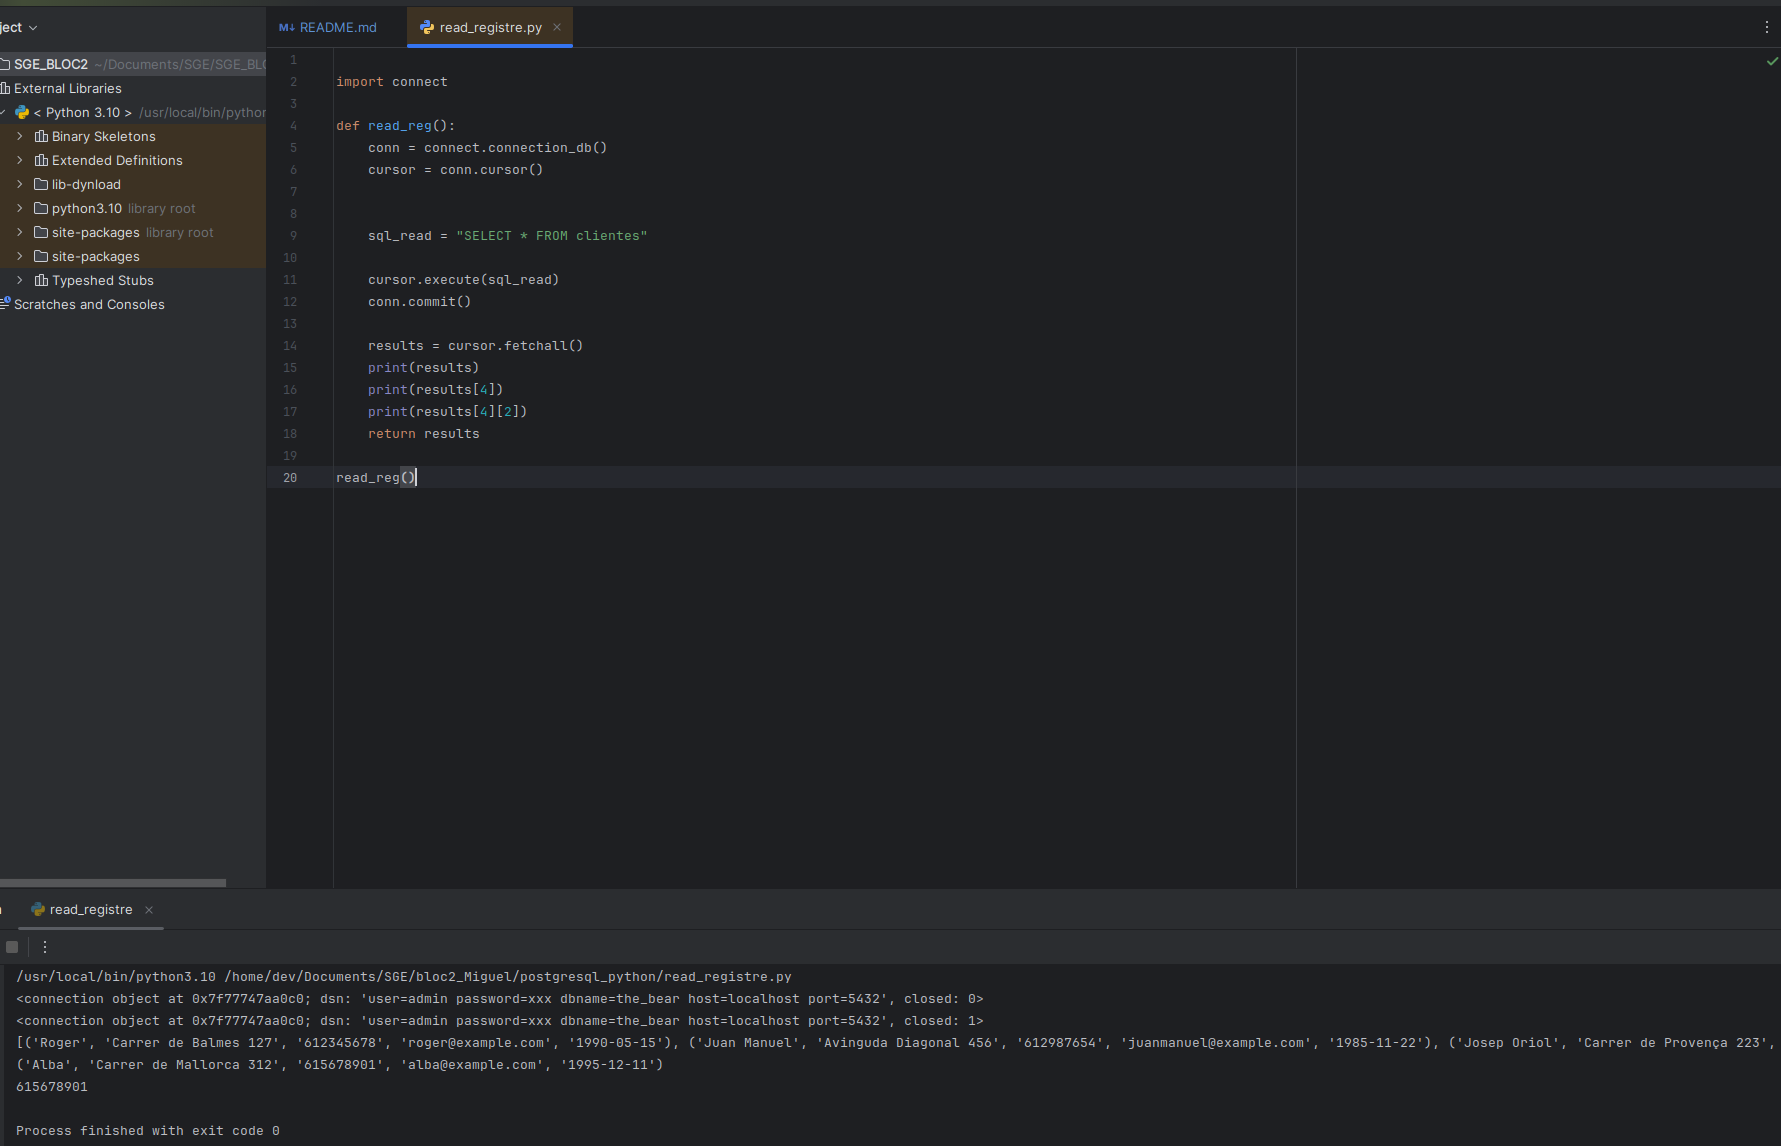 ject
SGE_BLOC2 ~/Documents/SGE/SGE_BLO
External Libraries
< Python 3.10 > /usr/local/bin/python
Binary Skeletons
Extended Definitions
lib-dynload
python3.10 library root
site-packages library root
site-packages
Typeshed Stubs
Scratches and Consoles
M↓ README.md
read_registre.py
1
2 import connect
3
4 def read_reg():
5     conn = connect.connection_db()
6     cursor = conn.cursor()
7
8
9     sql_read = "SELECT * FROM clientes"
10
11     cursor.execute(sql_read)
12     conn.commit()
13
14     results = cursor.fetchall()
15     print(results)
16     print(results[4])
17     print(results[4][2])
18     return results
19
20 read_reg()
read_registre
/usr/local/bin/python3.10 /home/dev/Documents/SGE/bloc2_Miguel/postgresql_python/read_registre.py
<connection object at 0x7f77747aa0c0; dsn: 'user=admin password=xxx dbname=the_bear host=localhost port=5432', closed: 0>
<connection object at 0x7f77747aa0c0; dsn: 'user=admin password=xxx dbname=the_bear host=localhost port=5432', closed: 1>
[('Roger', 'Carrer de Balmes 127', '612345678', 'roger@example.com', '1990-05-15'), ('Juan Manuel', 'Avinguda Diagonal 456', '612987654', 'juanmanuel@example.com', '1985-11-22'), ('Josep Oriol', 'Carrer de Provença 223',
('Alba', 'Carrer de Mallorca 312', '615678901', 'alba@example.com', '1995-12-11')
615678901
Process finished with exit code 0